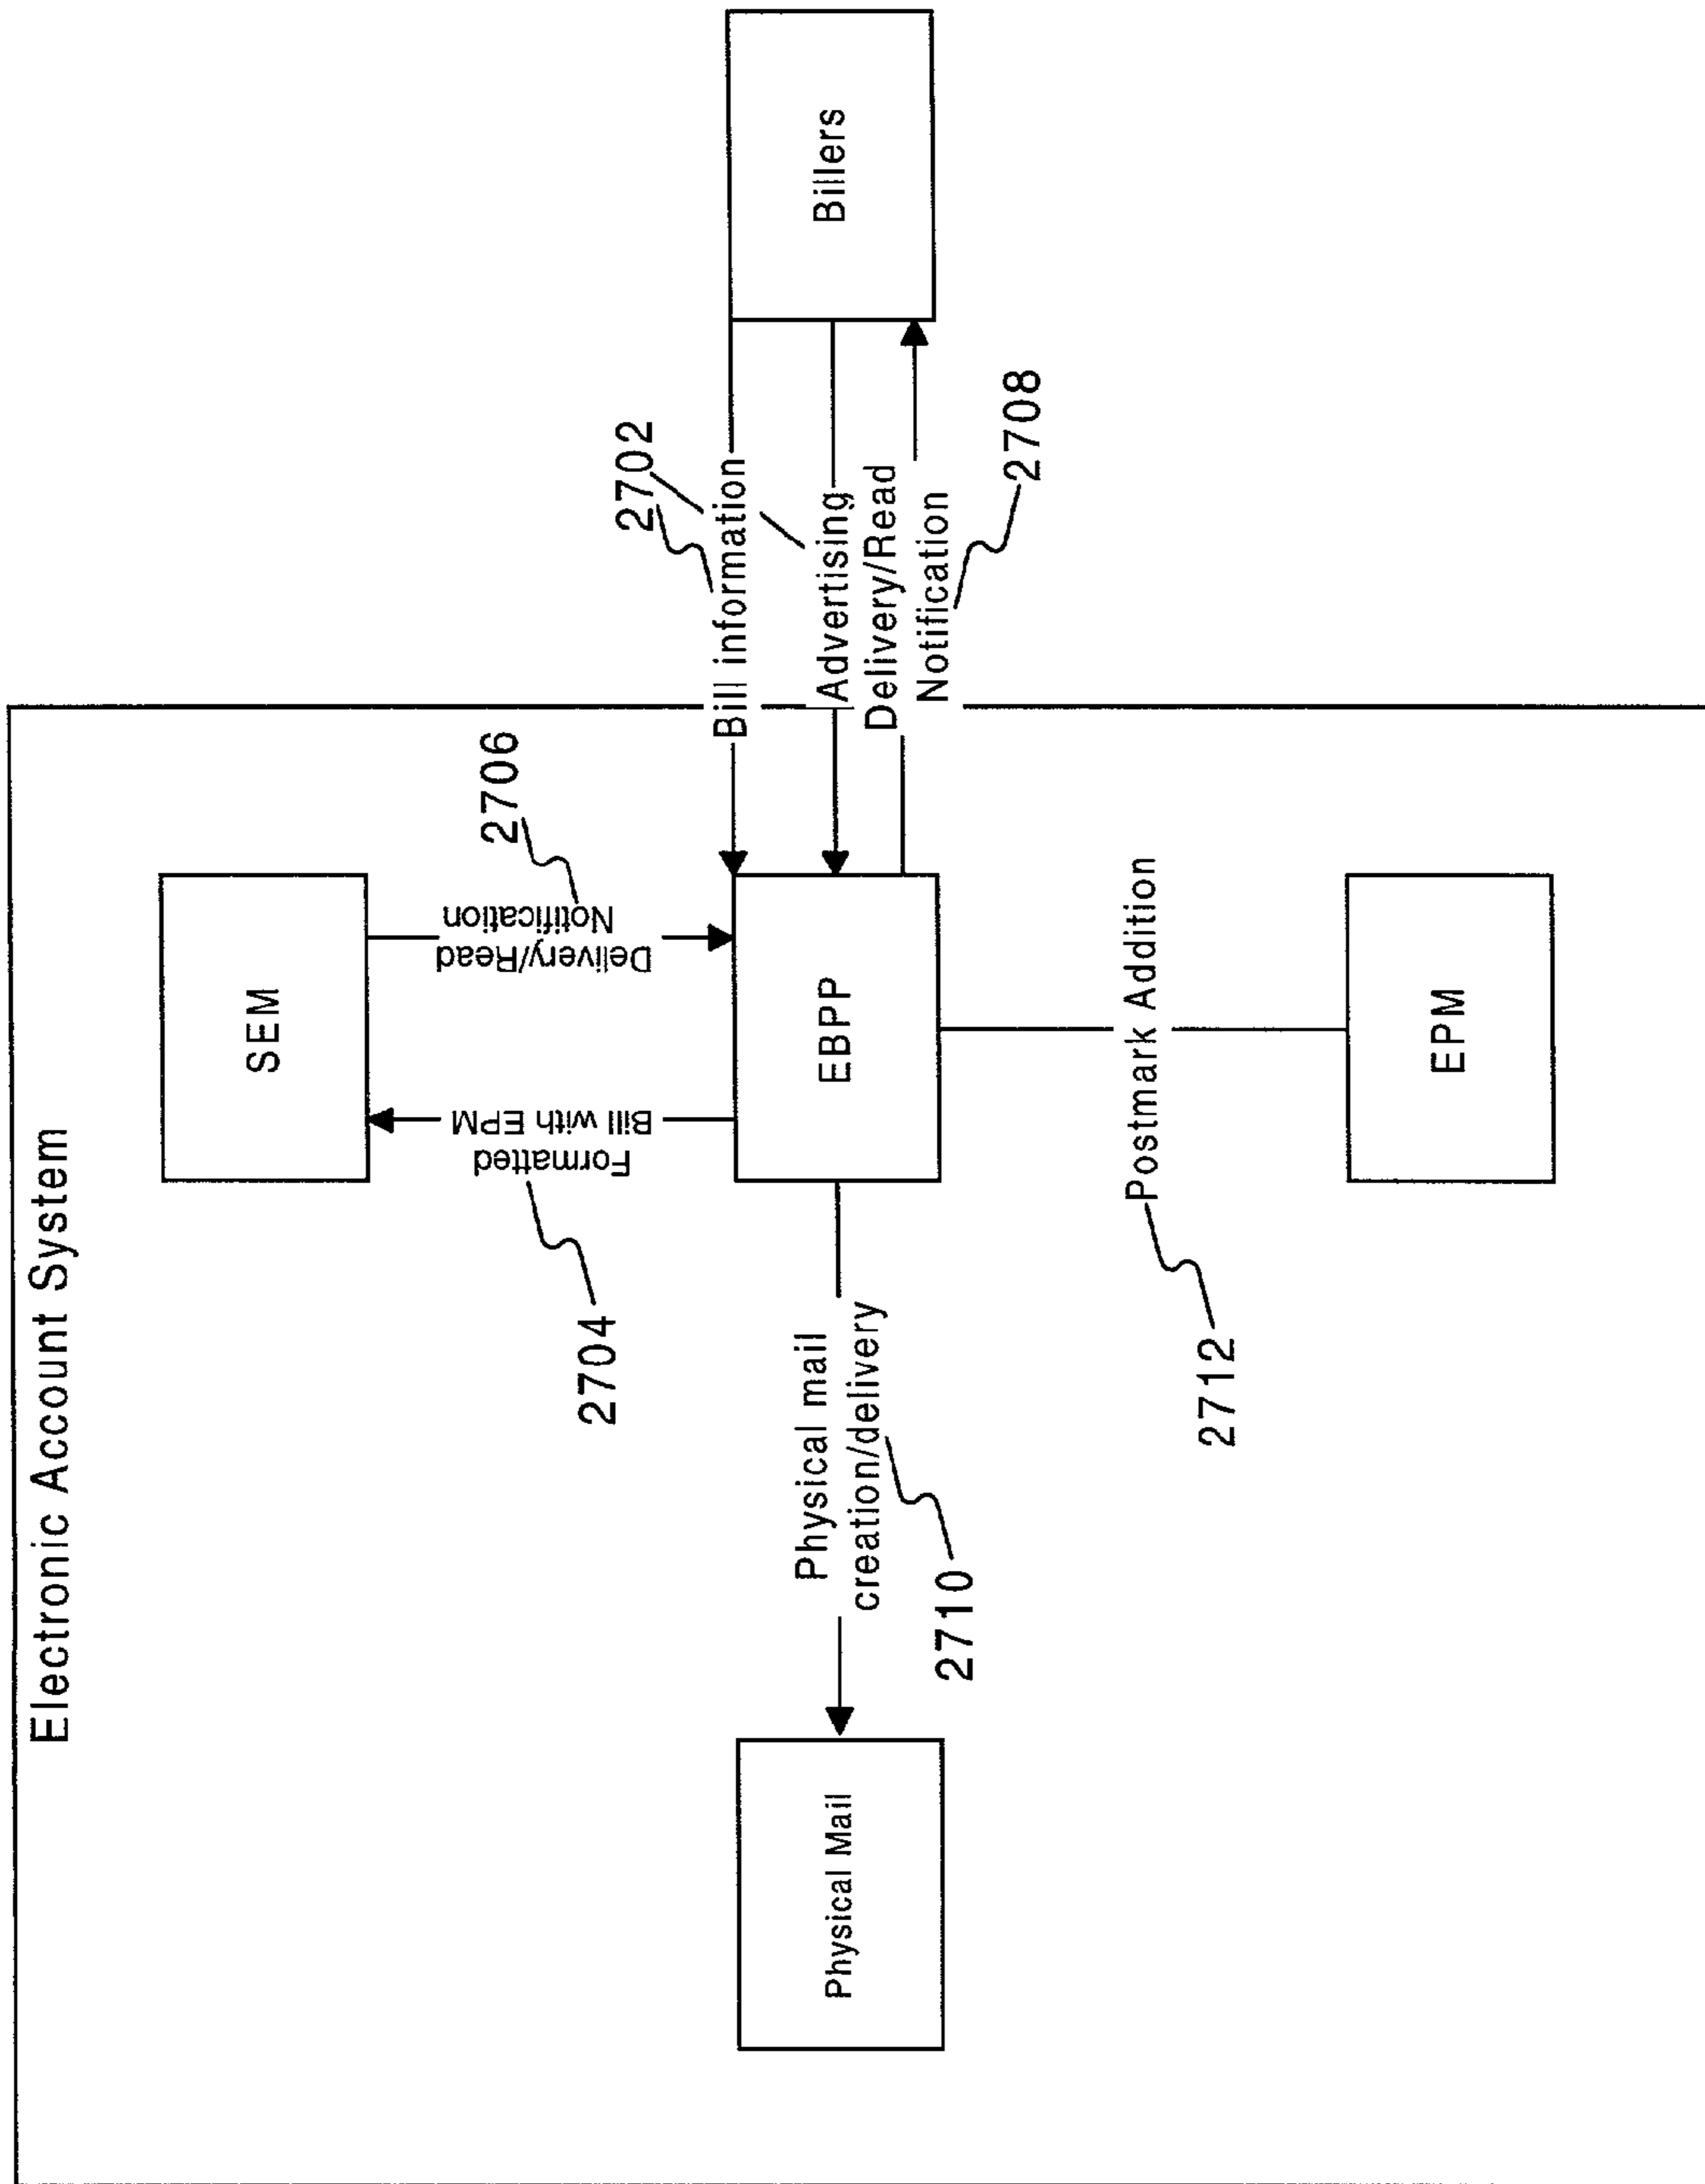 Electronic Account System
SEM
2704
Formatted
Bill with EPM
Delivery/Read
Notification
2706
2702
Bill information
Advertising
Delivery/Read
Notification
2708
Billers
EBPP
Physical mail
creation/delivery
2710
Physical Mail
Postmark Addition
2712
EPM